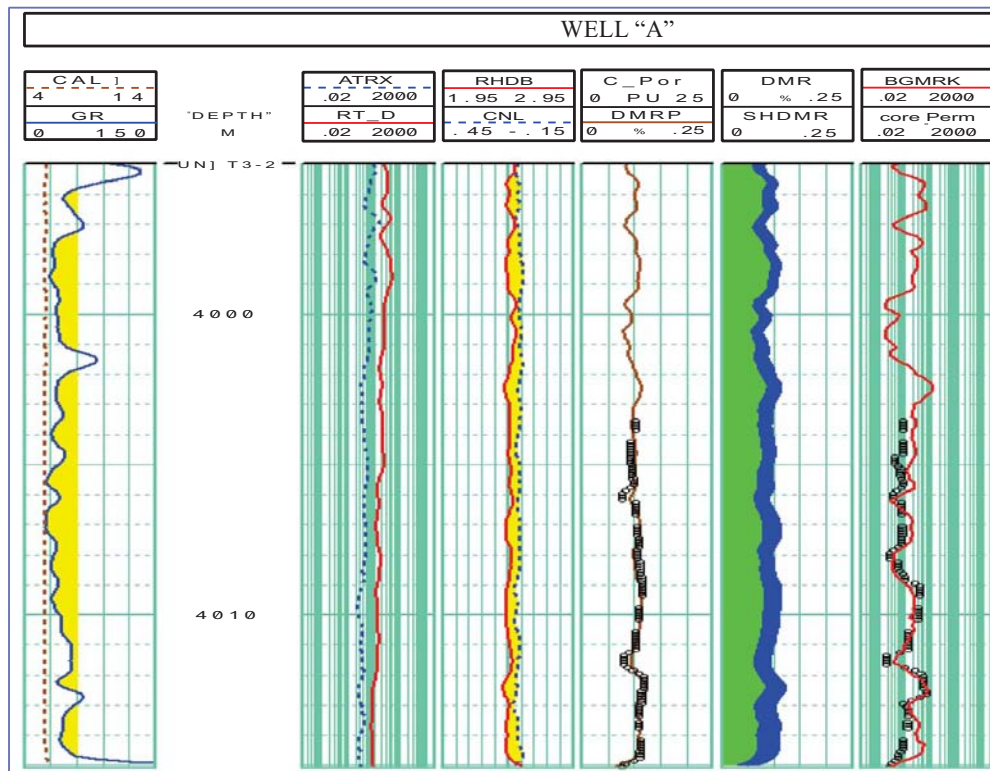 WELL “A”
CAL 1
4 14
GR
0 150
"DEPTH"
M
ATRX
.02 2000
RT_D
.02 2000
RHDB
1.95 2.95
CNL
.45 -.15
C_Por
0 PU 25
DMRP
0 % .25
DMR
0 % .25
SHDMR
0 .25
BGMRK
.02 2000
core Perm
.02 2000
UN] T3-2
4000
4010